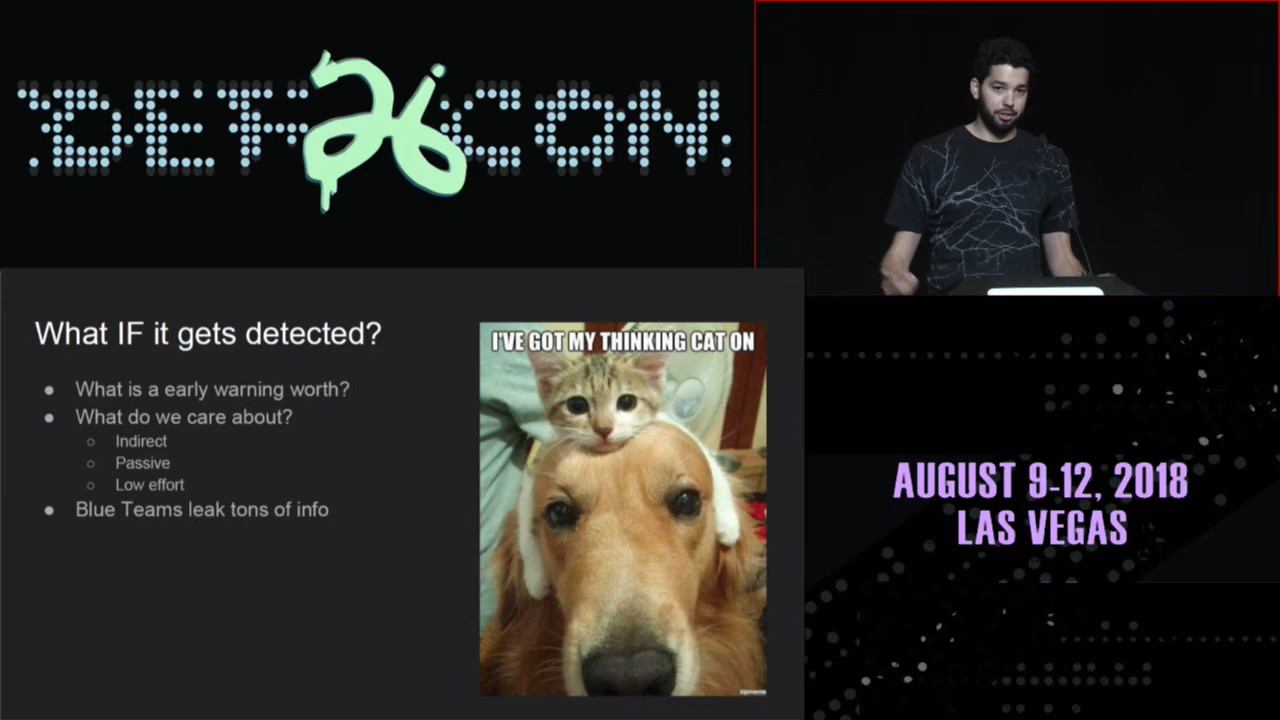 DEF 26 CON
What IF it gets detected?
● What is a early warning worth?
● What do we care about?
○ Indirect
○ Passive
○ Low effort
● Blue Teams leak tons of info
I'VE GOT MY THINKING CAT ON
AUGUST 9-12, 2018
LAS VEGAS